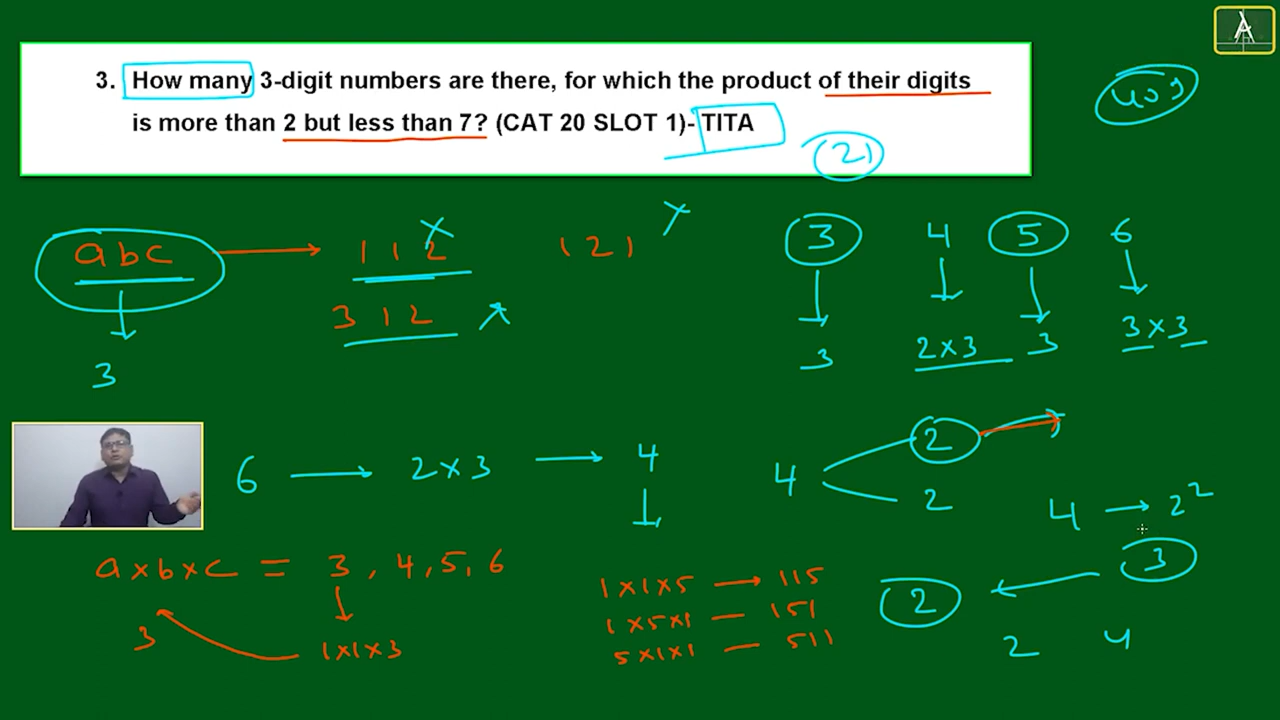 3. How many 3-digit numbers are there, for which the product of their digits
is more than 2 but less than 7? (CAT 20 SLOT 1)- TITA
(2)
abc
112
121
3
312
3 4 5 6
3 2×3 3 3×3
6 → 2×3 → 4
4
2
2
4 → 2²
a×b×c = 3, 4, 5, 6
3
1×1×3
1×1×5 → 115
1×5×1 — 151
5×1×1 — 511
2 ← 3
2 4